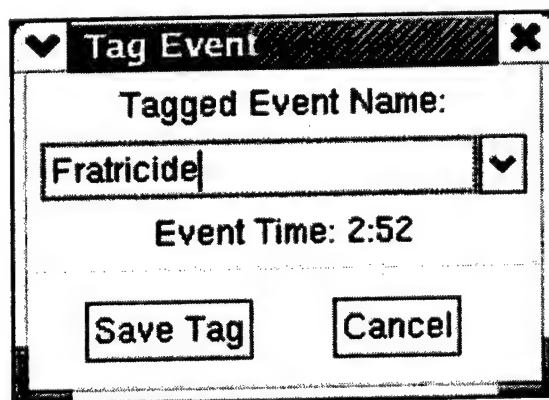 Tag Event
Tagged Event Name:
Fratricide
Event Time: 2:52
Save Tag
Cancel